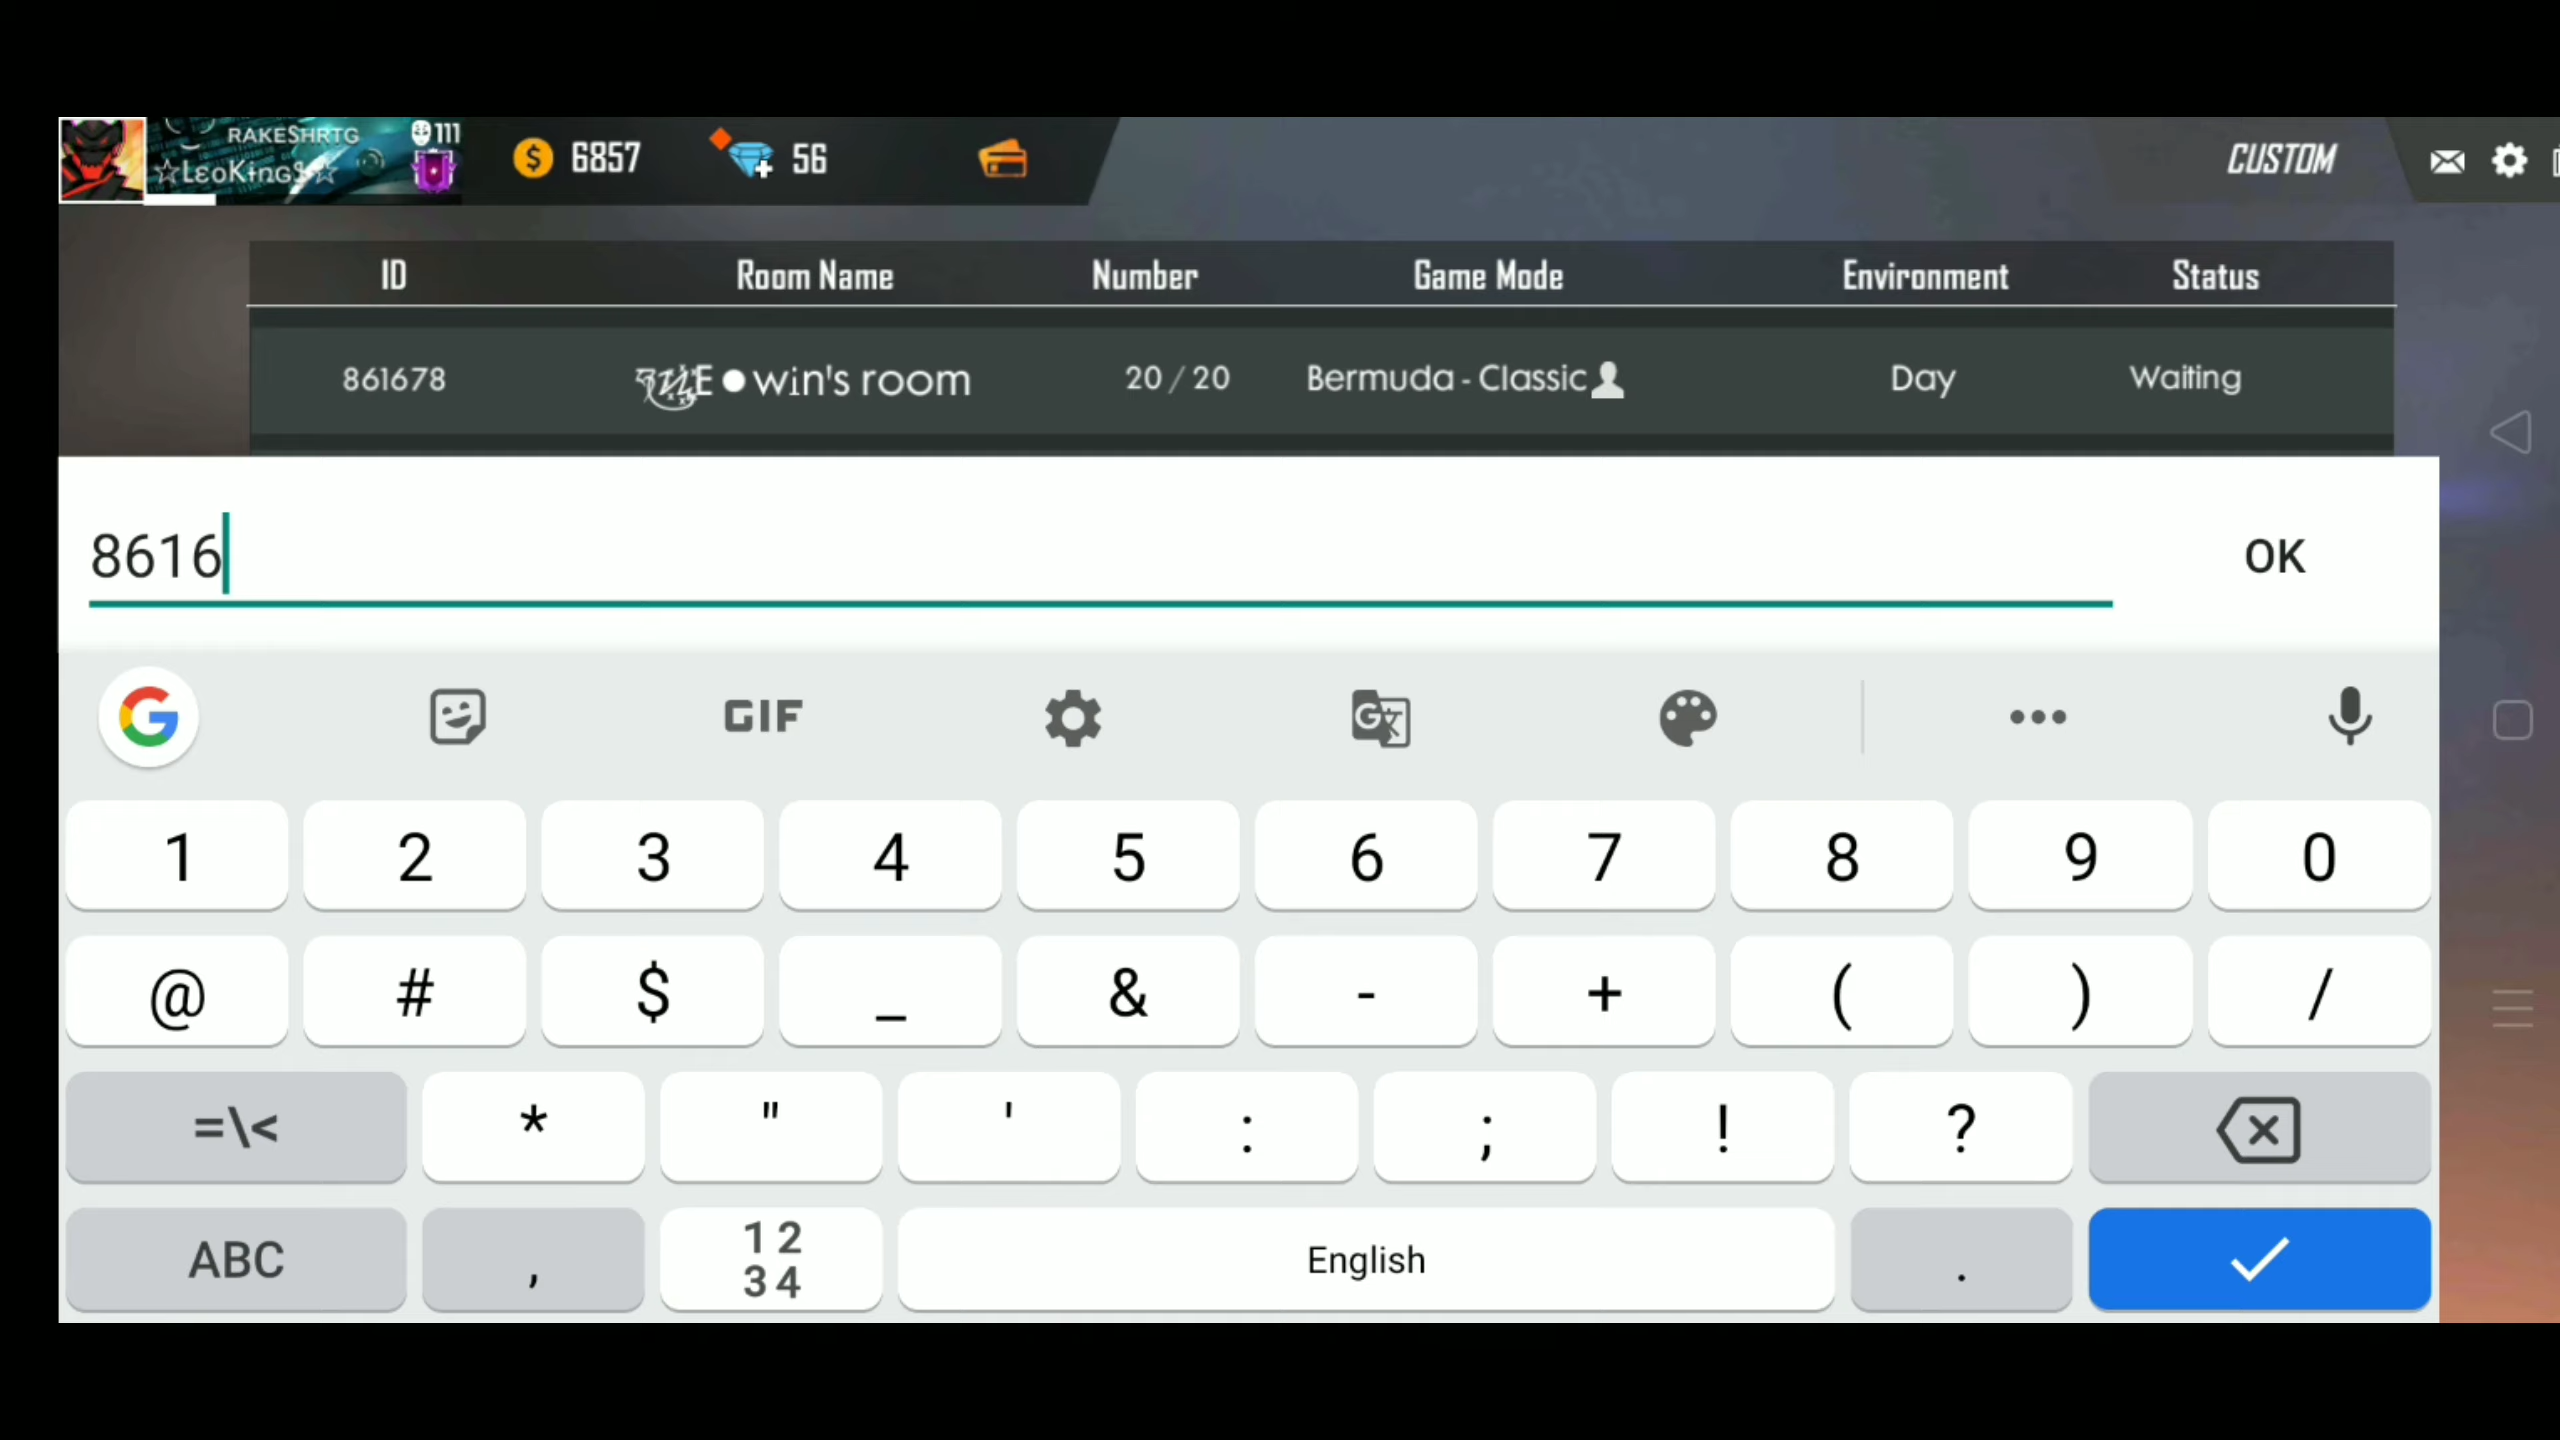 RAKESHRTG
111
6857
56
CUSTOM
☆LεoKing$☆
ID Room Name Number Game Mode Environment Status
861678 E●win's room 20/20 Bermuda - Classic Day Waiting
8616
OK
G GIF G
1 2 3 4 5 6 7 8 9 0
@ # $ _ & - + ( ) /
=\< * " ' : ; ! ?
ABC , 1 2 3 4 English .